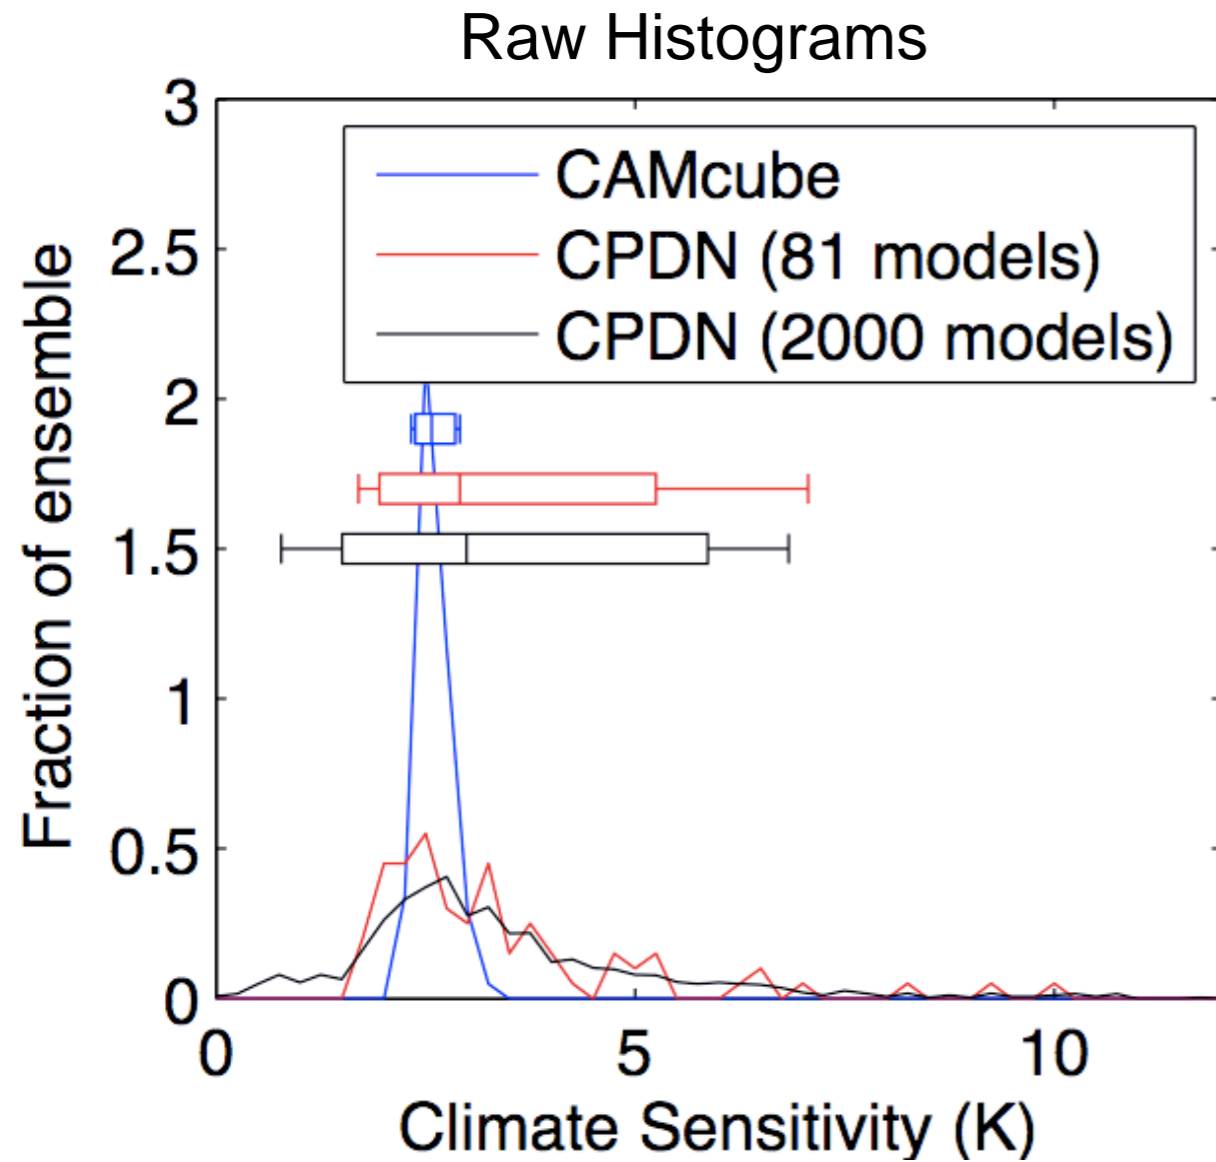 Raw Histograms
3
2.5
2
1.5
1
0.5
0
Fraction of ensemble
CAMcube
CPDN (81 models)
CPDN (2000 models)
0 5 10
Climate Sensitivity (K)